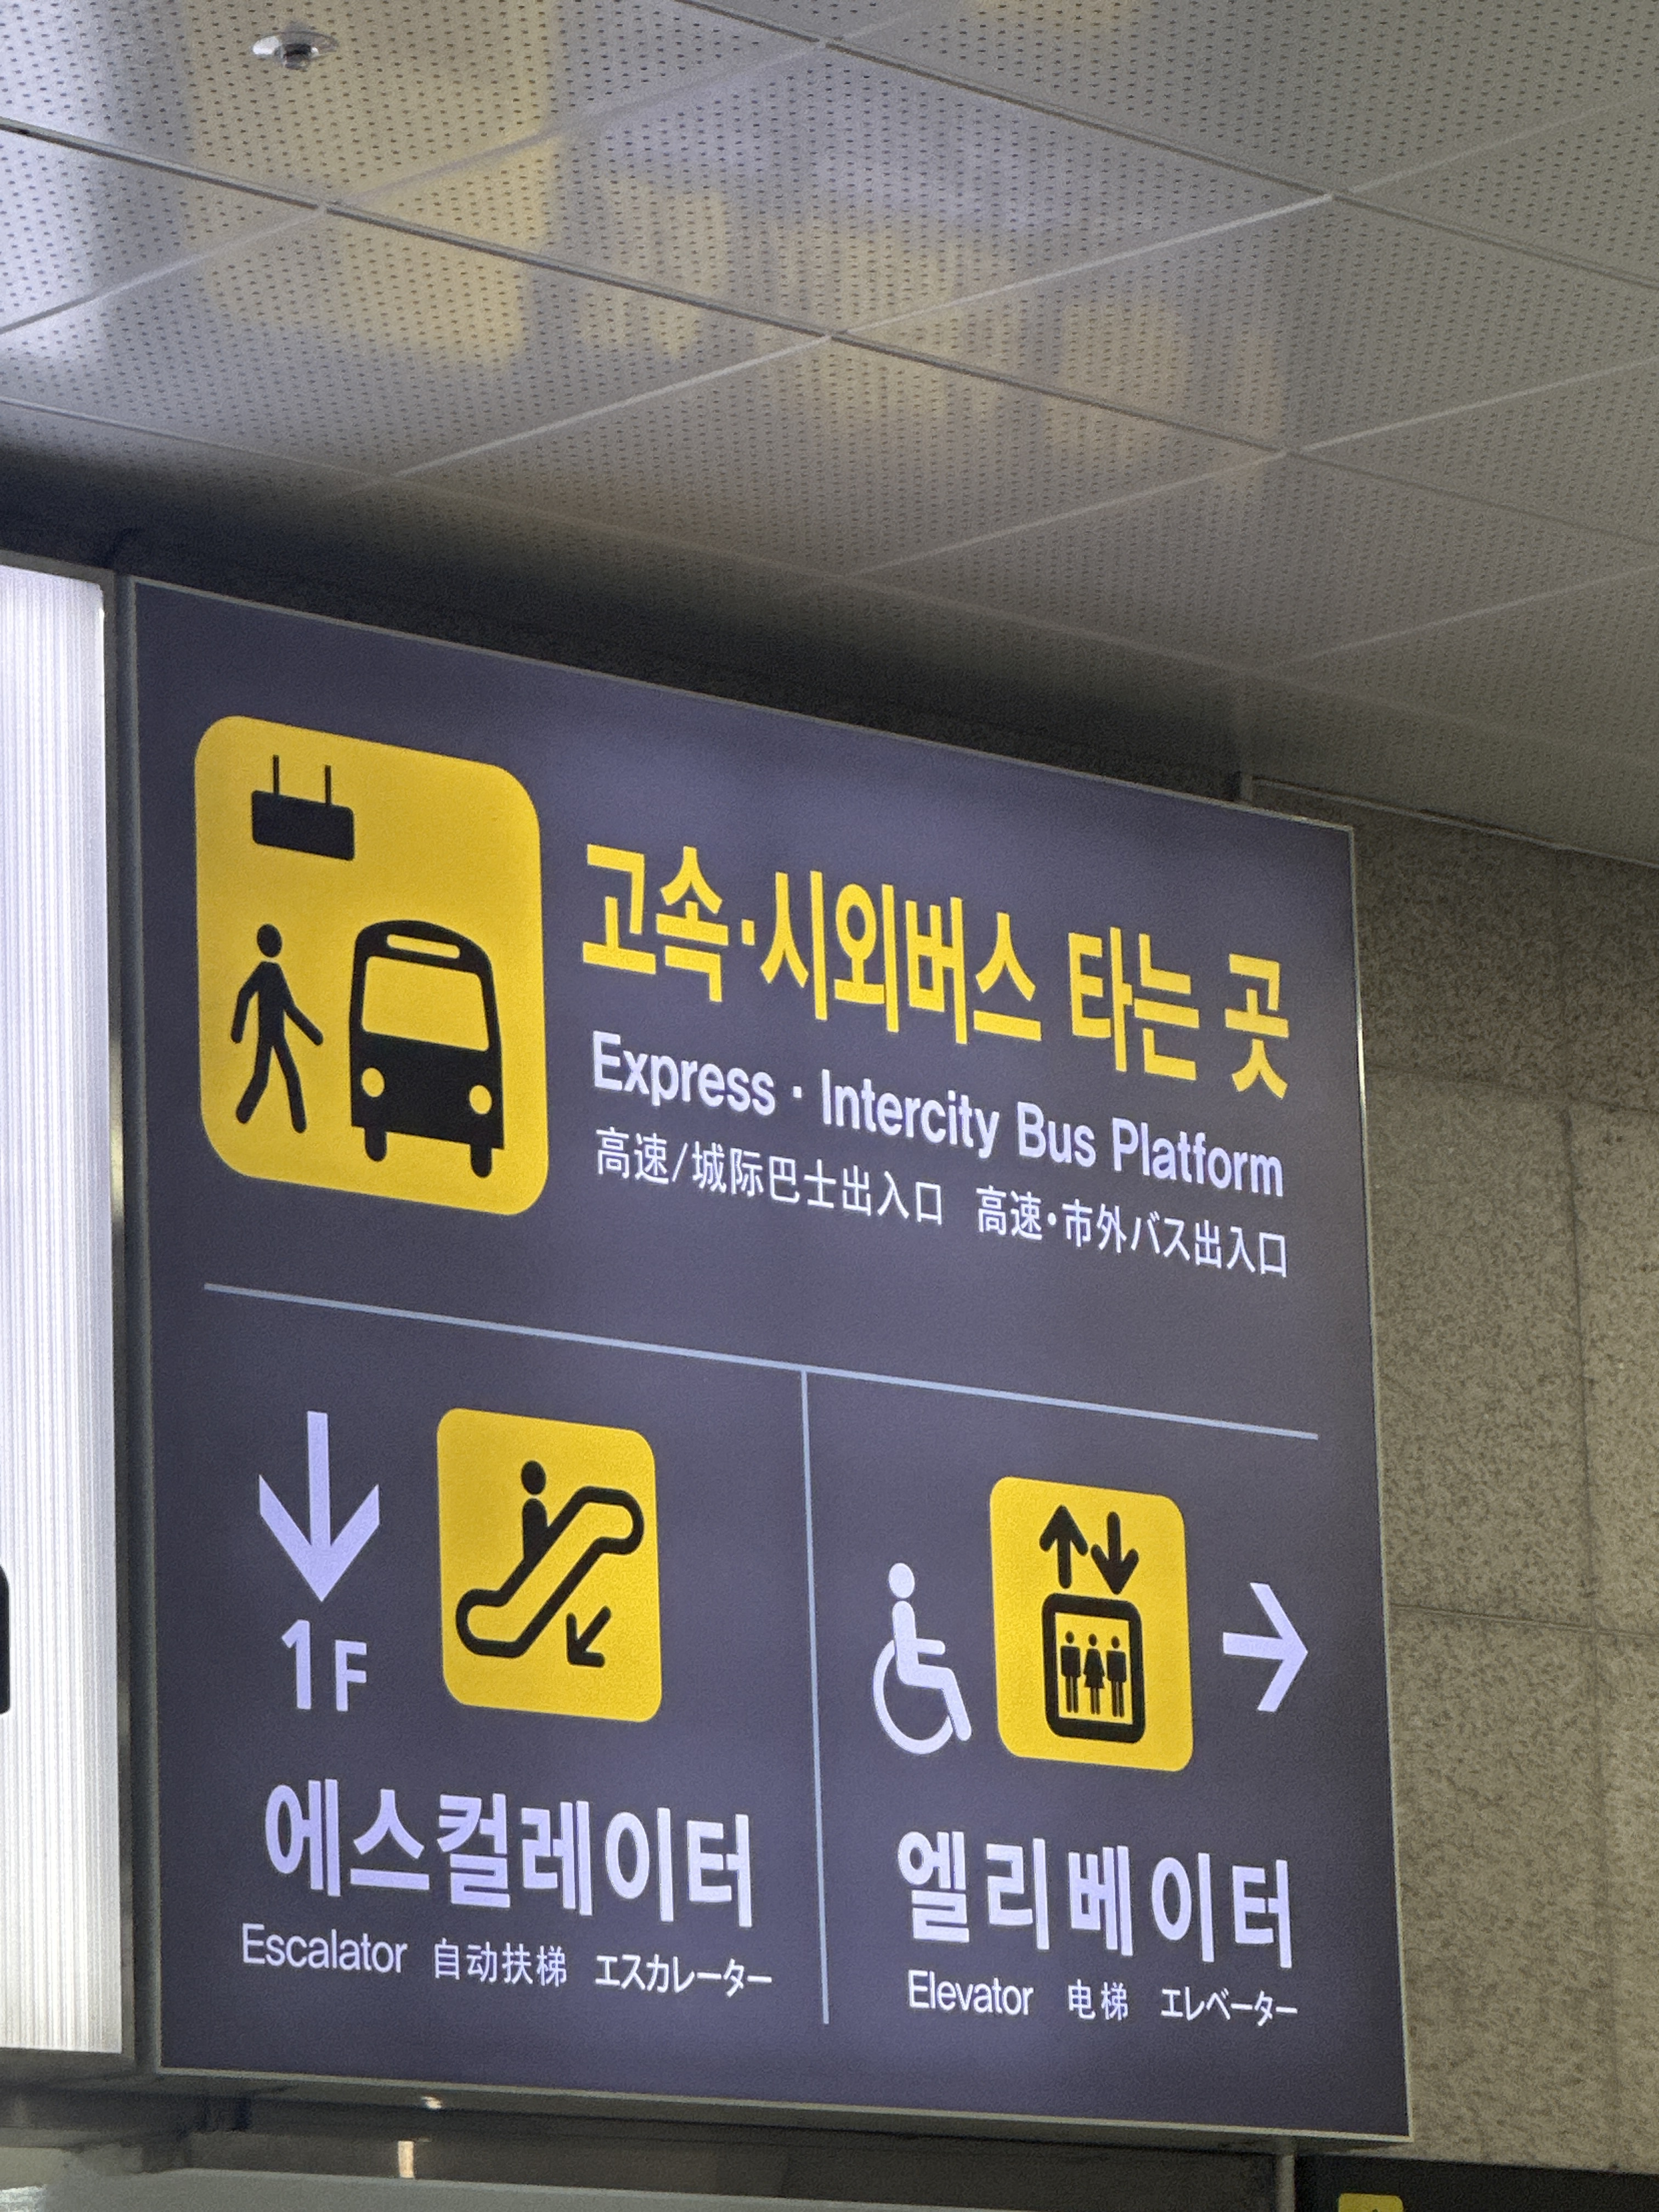 고속·시외버스 타는 곳
Express · Intercity Bus Platform
高速/城际巴士出入口 高速·市外バス出入口
1F
에스컬레이터
Escalator 自动扶梯 エスカレーター
엘리베이터
Elevator 电梯 エレベーター